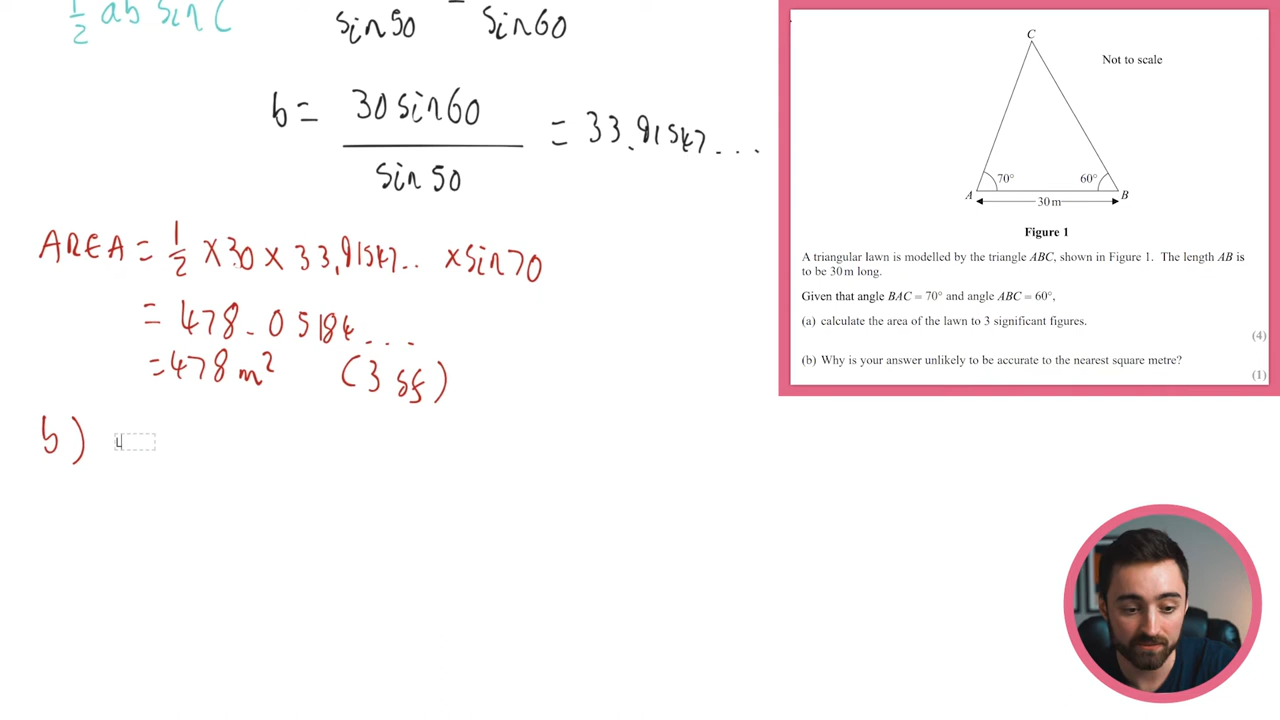 1/2 ab sin C
sin 50 = sin 60
b = 30 sin 60 / sin 50 = 33.91547...
AREA = 1/2 × 30 × 33.91547.. × sin 70
= 478.05184...
= 478 m² (3 sf)
b)
C
Not to scale
70°
60°
A
B
30 m
Figure 1
A triangular lawn is modelled by the triangle ABC, shown in Figure 1. The length AB is
to be 30 m long.
Given that angle BAC = 70° and angle ABC = 60°,
(a) calculate the area of the lawn to 3 significant figures.
(4)
(b) Why is your answer unlikely to be accurate to the nearest square metre?
(1)